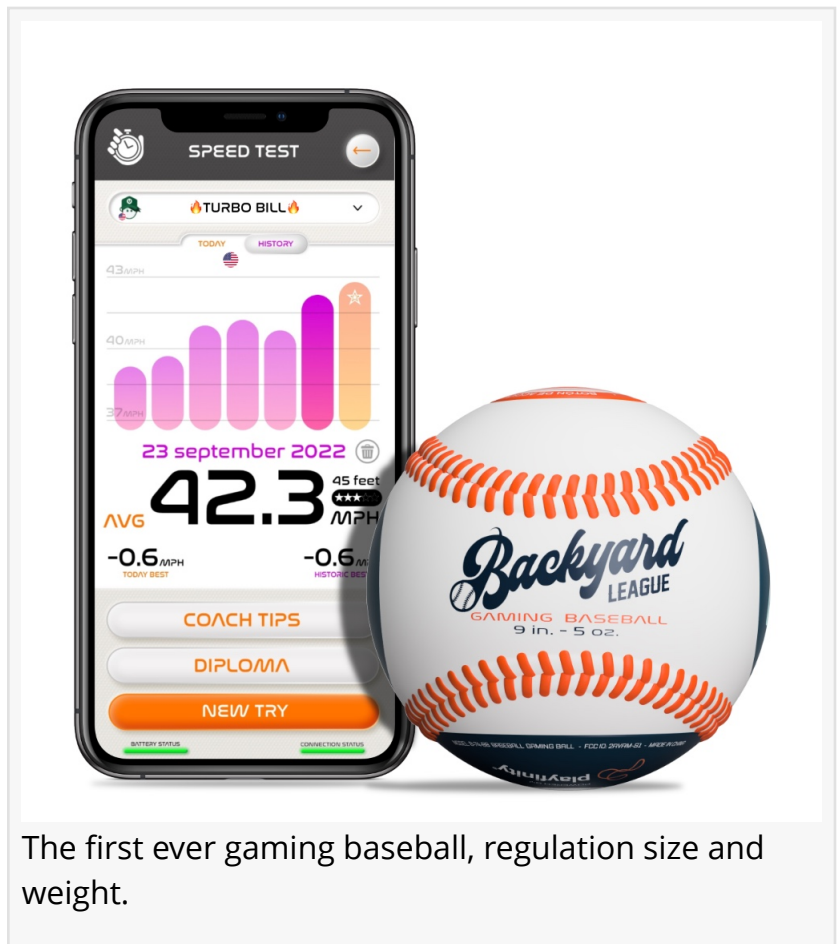 SPEED TEST
🔥TURBO BILL🔥
TODAY HISTORY
43MPH
40MPH
37MPH
23 september 2022
AVG 42.3 MPH
45 feet
-0.6MPH
TODAY BEST
-0.6
HISTORIC BEST
COACH TIPS
DIPLOMA
NEW TRY
BATTERY STATUS
CONNECTION STATUS
Backyard
LEAGUE
GAMING BASEBALL
9 in. - 5 oz.
playfinity
The first ever gaming baseball, regulation size and
weight.